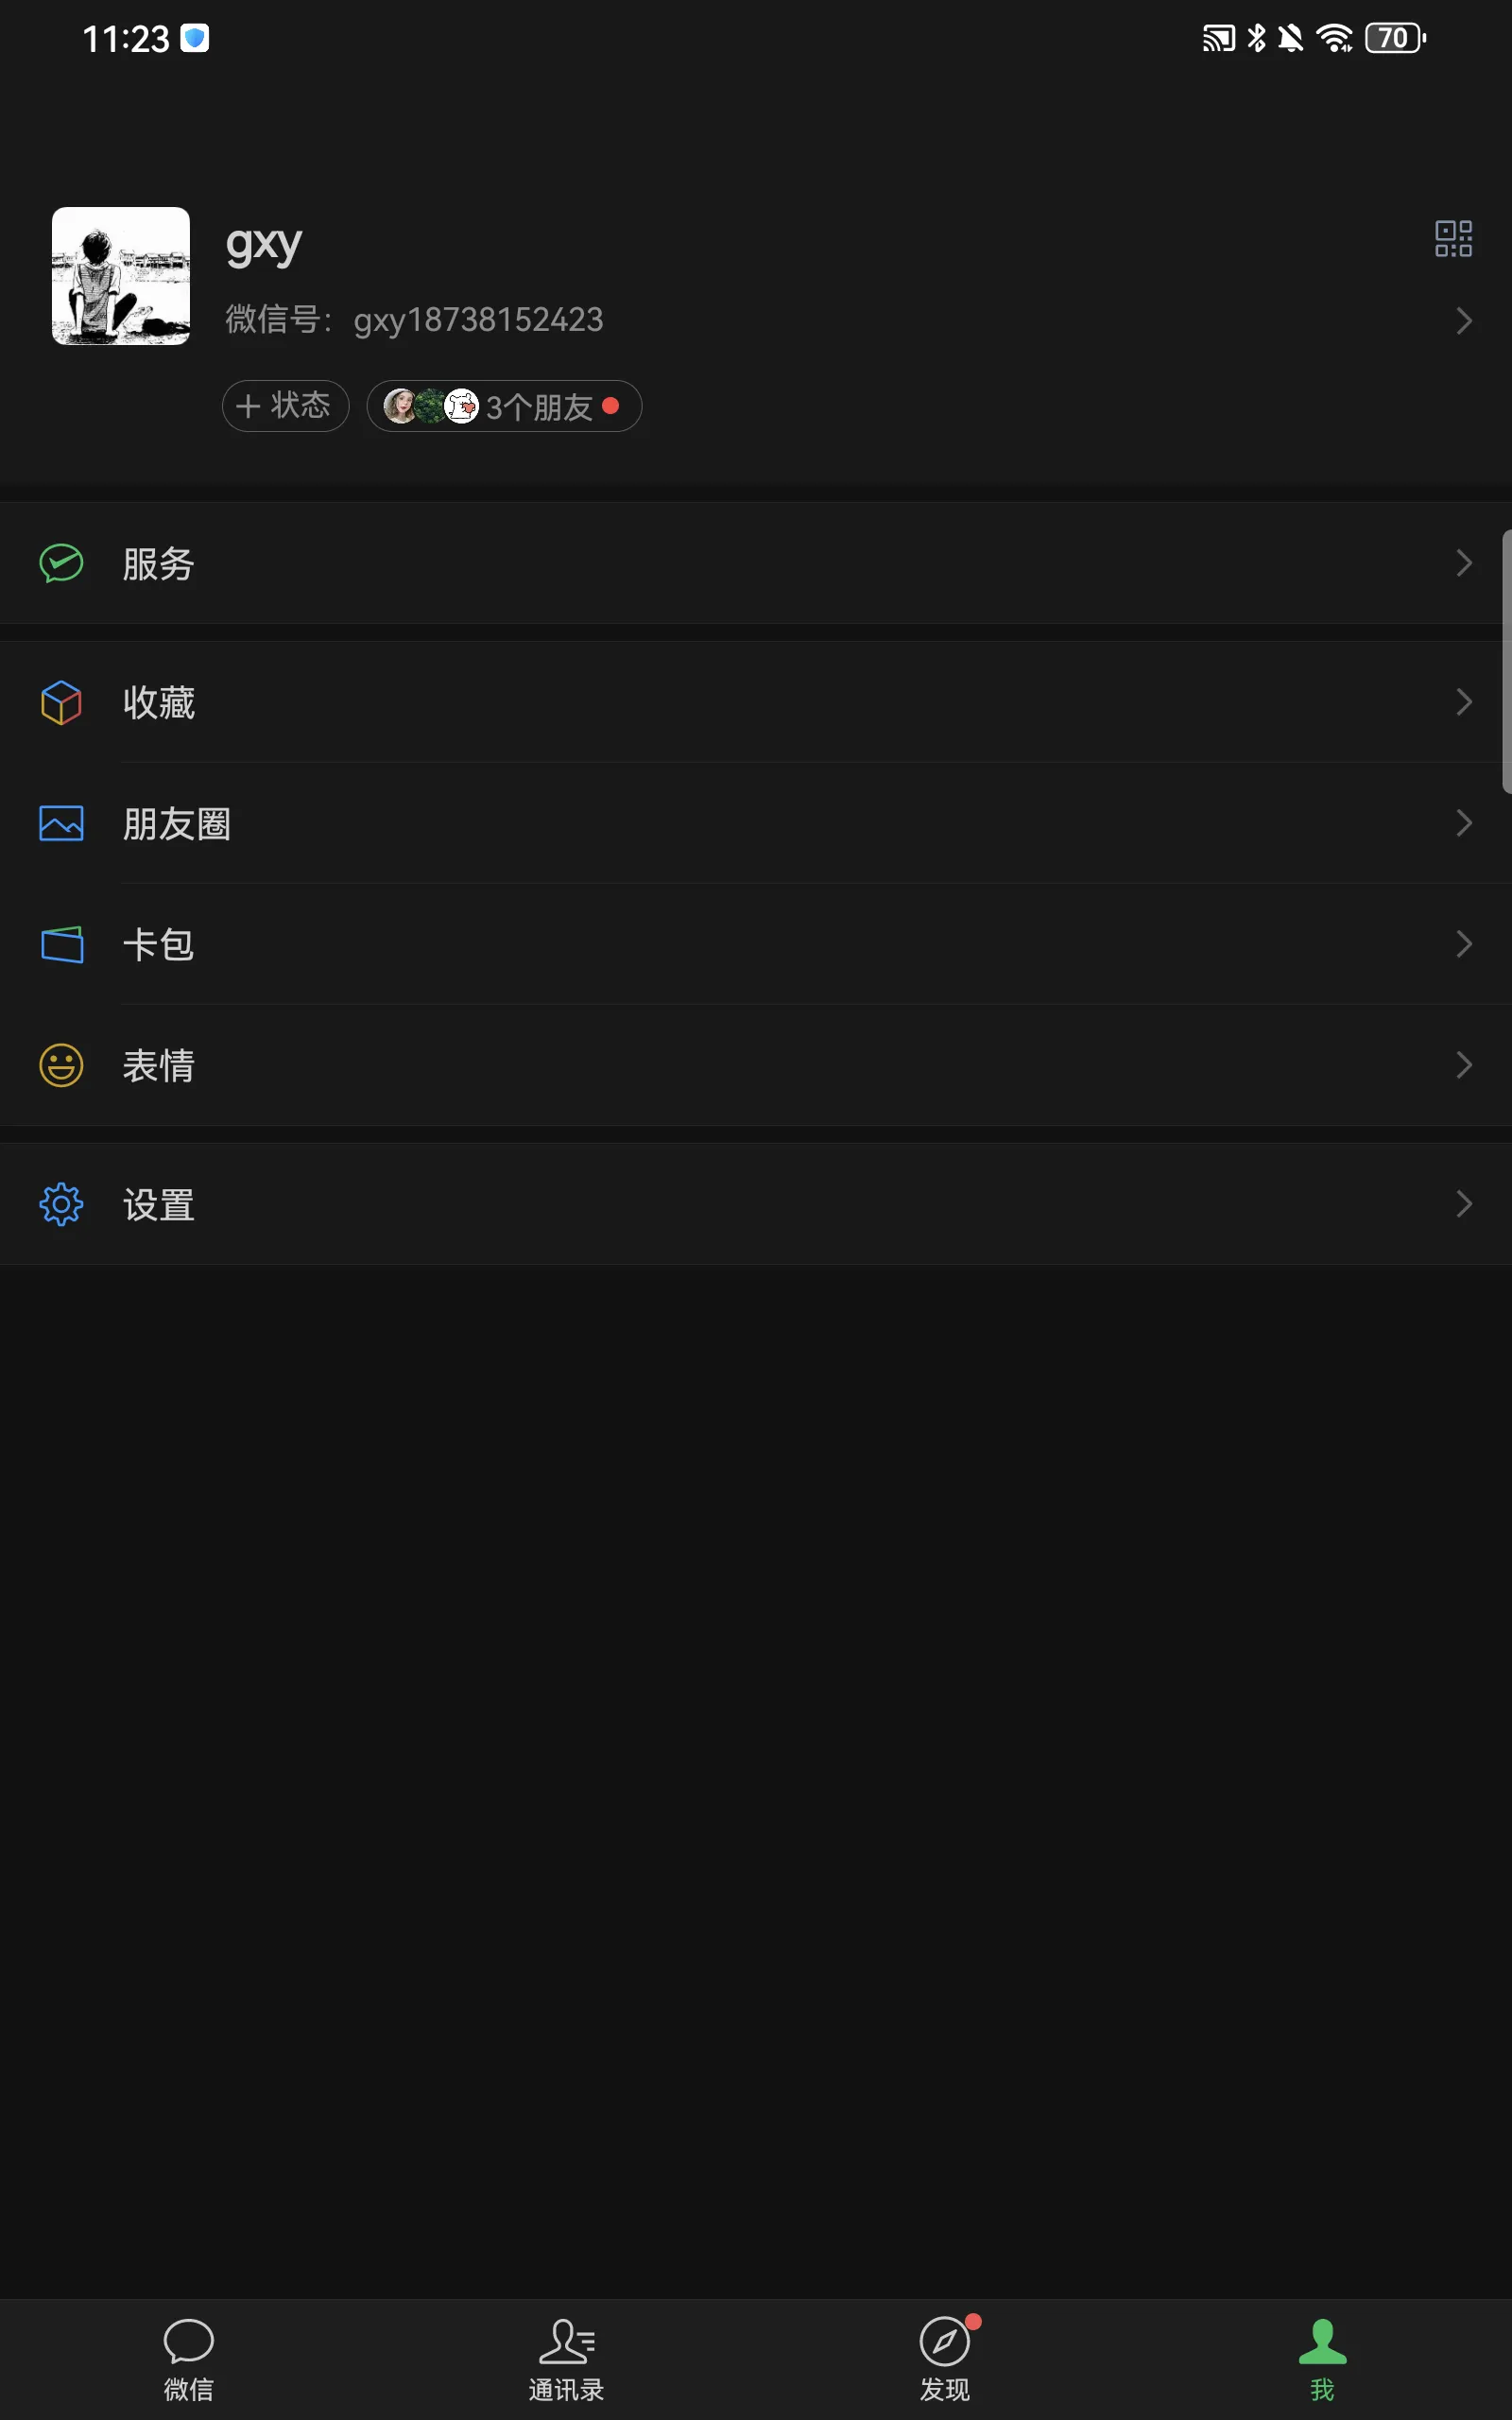 11:23
70
gxy
微信号：gxy18738152423
状态
3个朋友
服务
收藏
朋友圈
卡包
表情
设置
微信
通讯录
发现
我